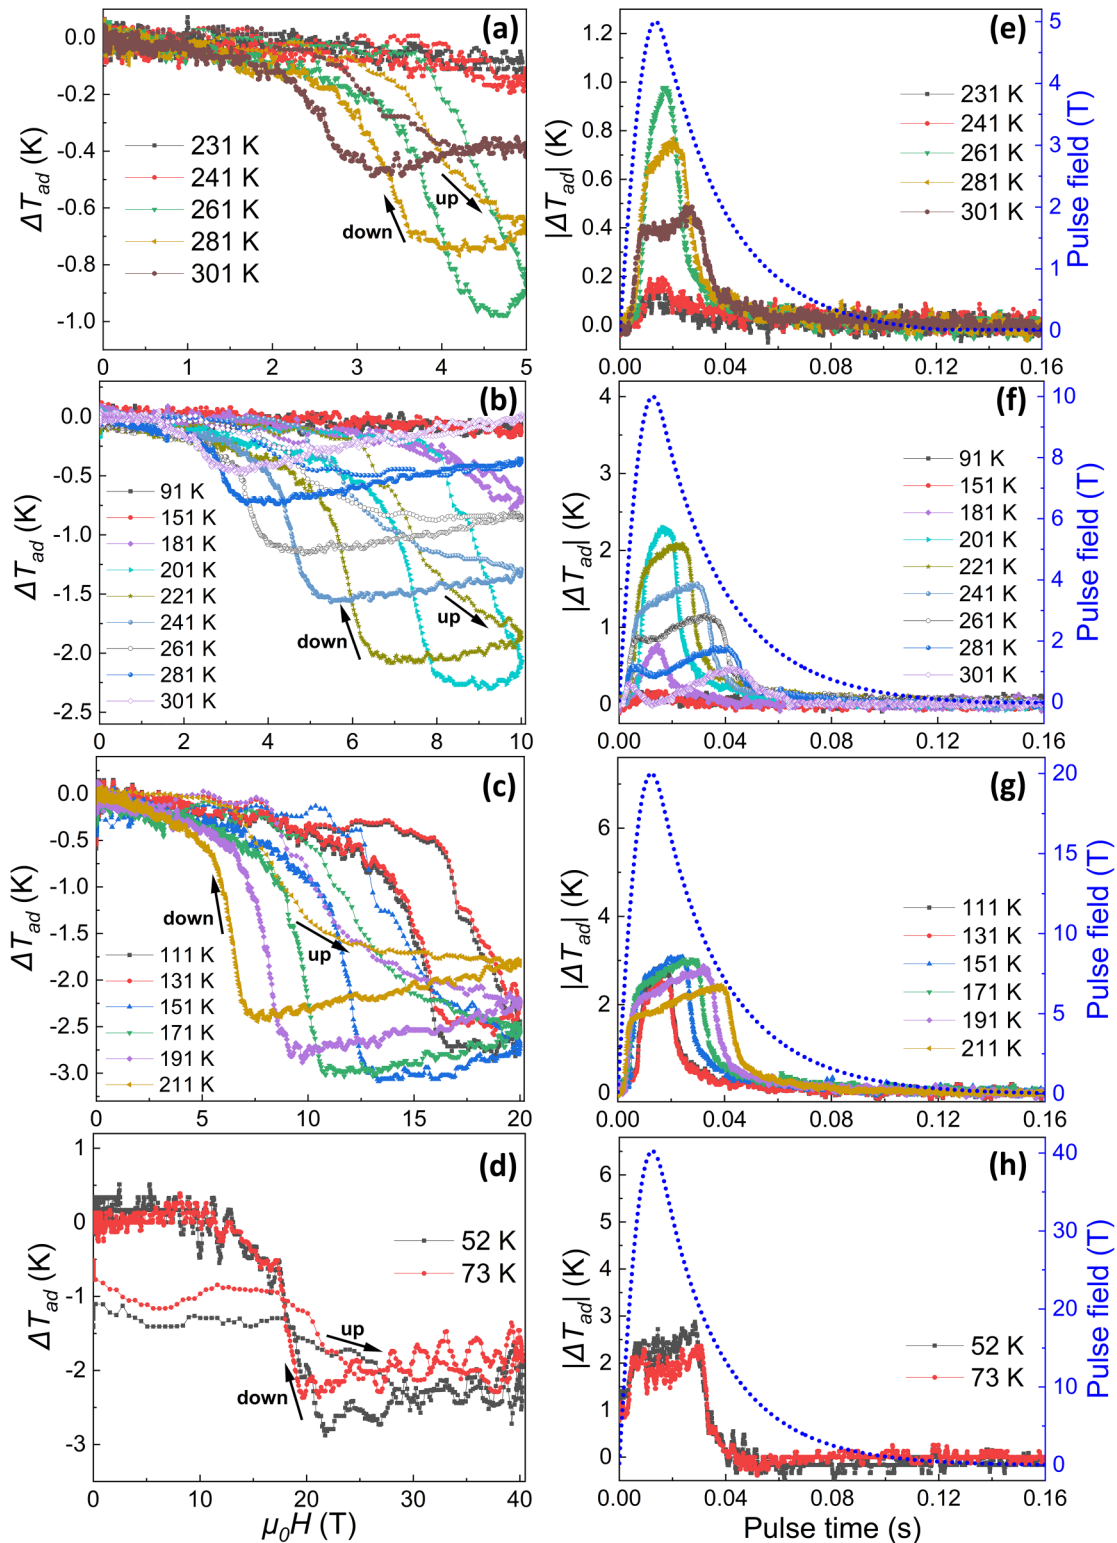 (a)
0.0
-0.2
-0.4
-0.6
-0.8
-1.0
ΔT_ad (K)
231 K
241 K
261 K
281 K
301 K
up
down
0 1 2 3 4 5
(e)
1.2
1.0
0.8
0.6
0.4
0.2
0.0
|ΔT_ad| (K)
231 K
241 K
261 K
281 K
301 K
5
4
3
2
1
0
Pulse field (T)
0.00 0.04 0.08 0.12 0.16
(b)
0.0
-0.5
-1.0
-1.5
-2.0
-2.5
ΔT_ad (K)
91 K
151 K
181 K
201 K
221 K
241 K
261 K
281 K
301 K
up
down
0 2 4 6 8 10
(f)
4
3
2
1
0
|ΔT_ad| (K)
91 K
151 K
181 K
201 K
221 K
241 K
261 K
281 K
301 K
10
8
6
4
2
0
Pulse field (T)
0.00 0.04 0.08 0.12 0.16
(c)
0.0
-0.5
-1.0
-1.5
-2.0
-2.5
-3.0
ΔT_ad (K)
down
up
111 K
131 K
151 K
171 K
191 K
211 K
0 5 10 15 20
(g)
6
4
2
0
|ΔT_ad| (K)
111 K
131 K
151 K
171 K
191 K
211 K
20
15
10
5
0
Pulse field (T)
0.00 0.04 0.08 0.12 0.16
(d)
1
0
-1
-2
-3
ΔT_ad (K)
52 K
73 K
up
down
0 10 20 30 40
μ₀H (T)
(h)
6
5
4
3
2
1
0
|ΔT_ad| (K)
52 K
73 K
40
30
20
10
0
Pulse field (T)
0.00 0.04 0.08 0.12 0.16
Pulse time (s)